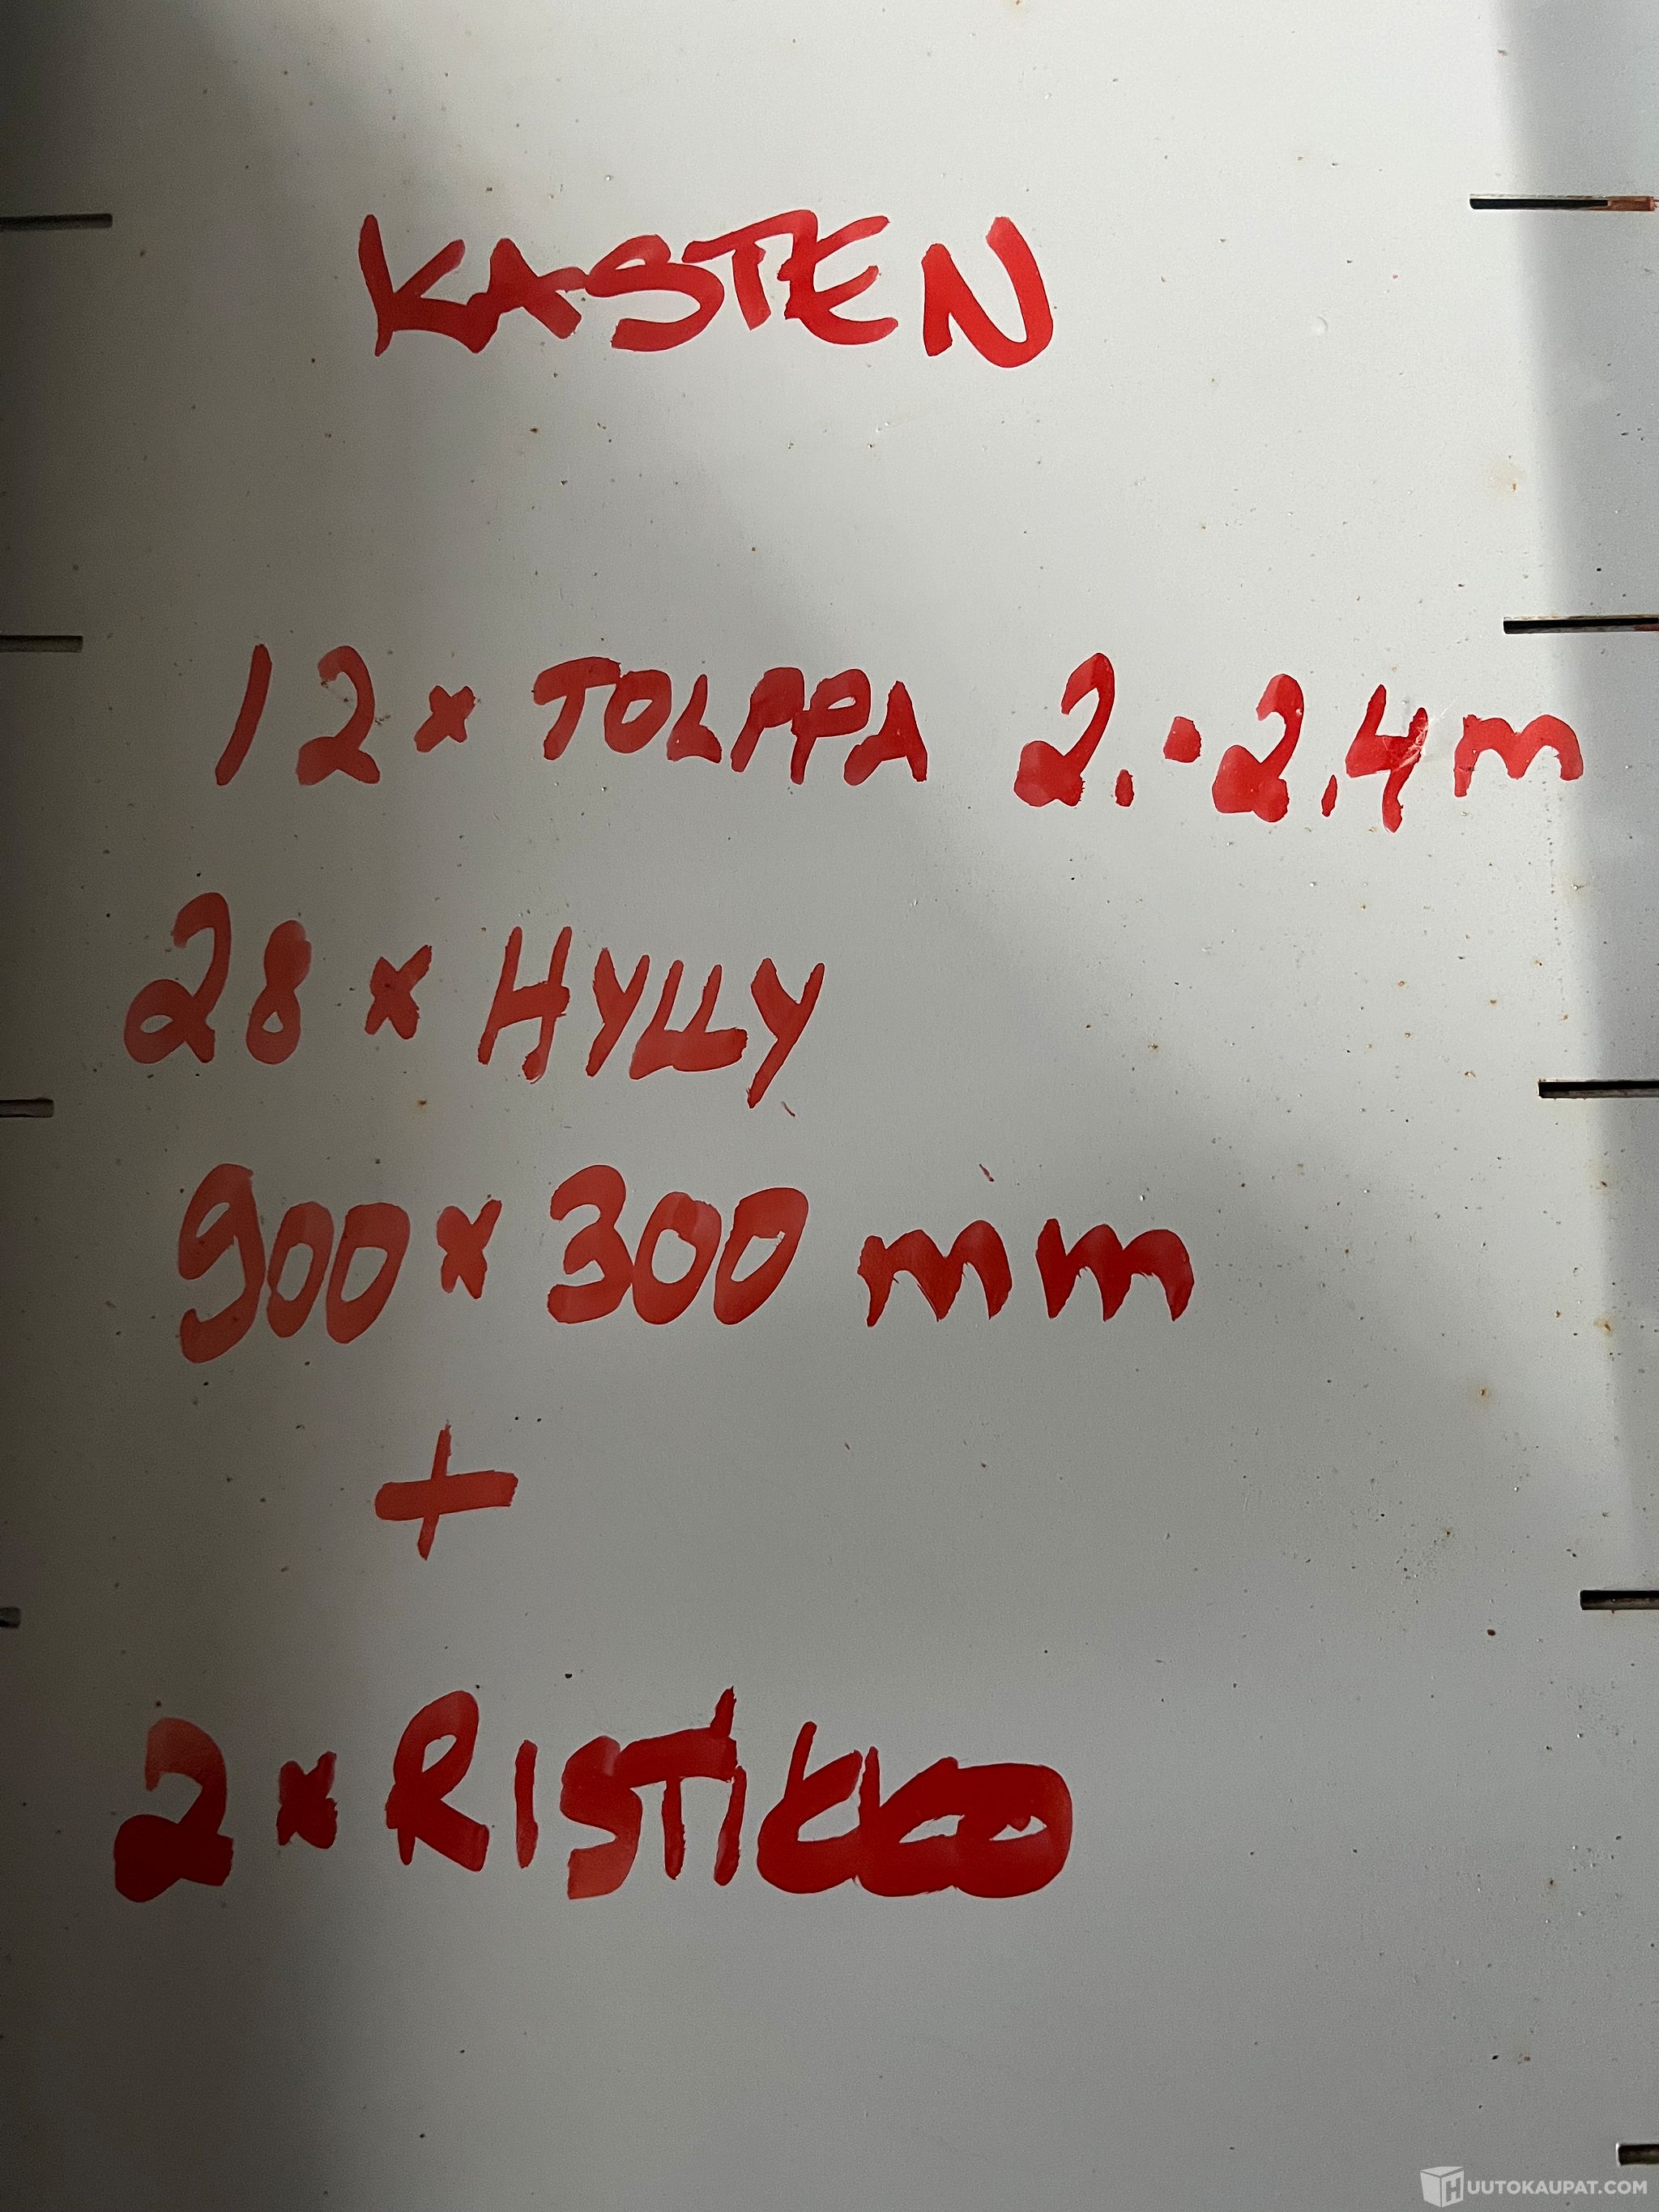 KASTEN
12 x TOLPPA 2.-2.4m
28 x HYLLY
900 x 300 mm
+
2 x RISTIKKO
HUUTOKAUPAT.COM